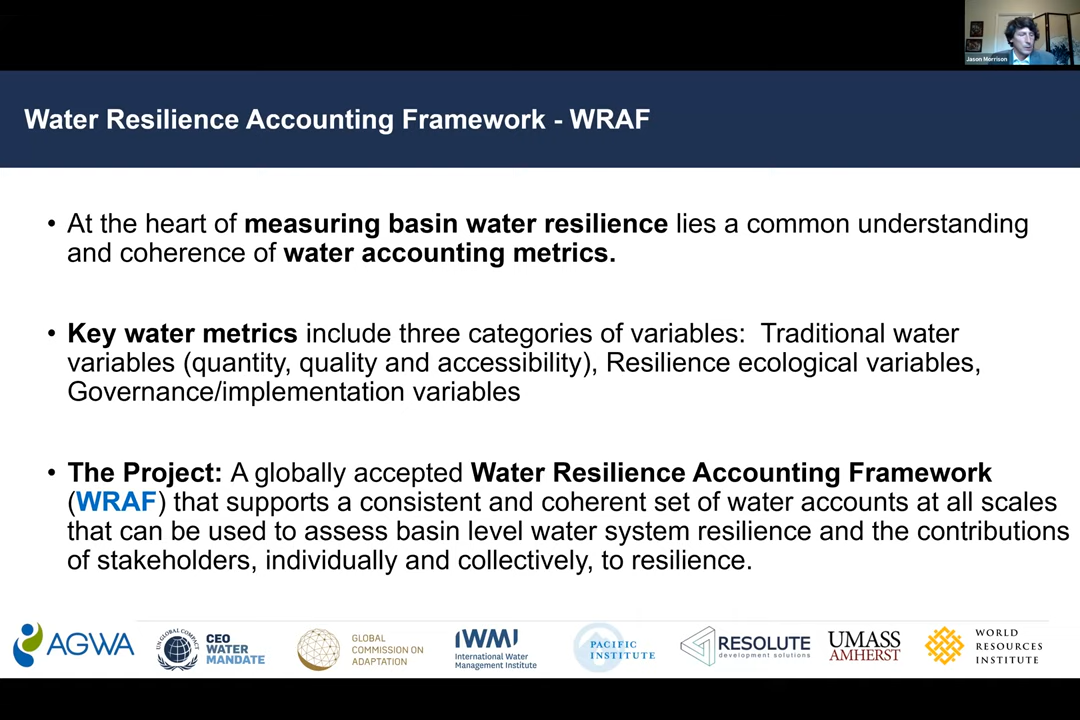 Jason Morrison
Water Resilience Accounting Framework - WRAF
• At the heart of measuring basin water resilience lies a common understanding
and coherence of water accounting metrics.
• Key water metrics include three categories of variables:  Traditional water
variables (quantity, quality and accessibility), Resilience ecological variables,
Governance/implementation variables
• The Project: A globally accepted Water Resilience Accounting Framework
(WRAF) that supports a consistent and coherent set of water accounts at all scales
that can be used to assess basin level water system resilience and the contributions
of stakeholders, individually and collectively, to resilience.
AGWA
UN GLOBAL COMPACT
CEO
WATER
MANDATE
GLOBAL
COMMISSION ON
ADAPTATION
IWMI
International Water
Management Institute
PACIFIC
INSTITUTE
RESOLUTE
development solutions
UMASS
AMHERST
WORLD
RESOURCES
INSTITUTE